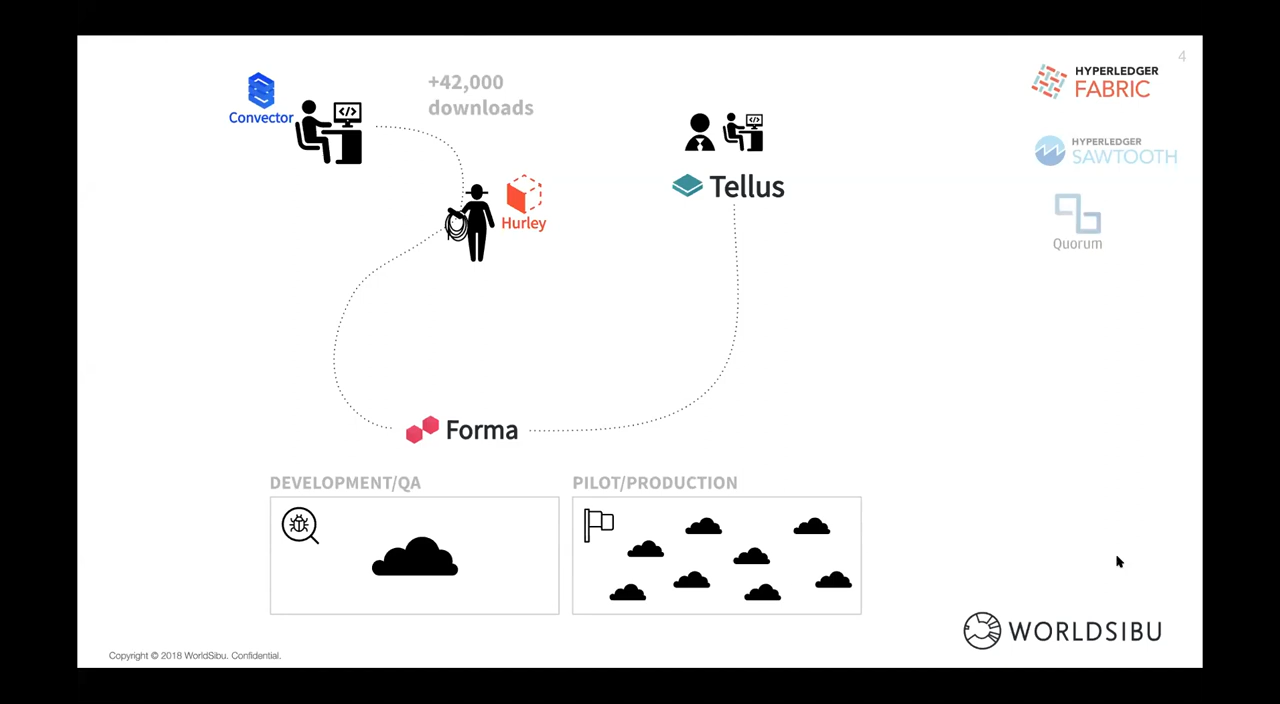 4
Convector
+42,000
downloads
</>
</>
Hurley
Tellus
HYPERLEDGER
FABRIC
HYPERLEDGER
SAWTOOTH
Quorum
Forma
DEVELOPMENT/QA
PILOT/PRODUCTION
WORLDSIBU
Copyright © 2018 WorldSibu. Confidential.